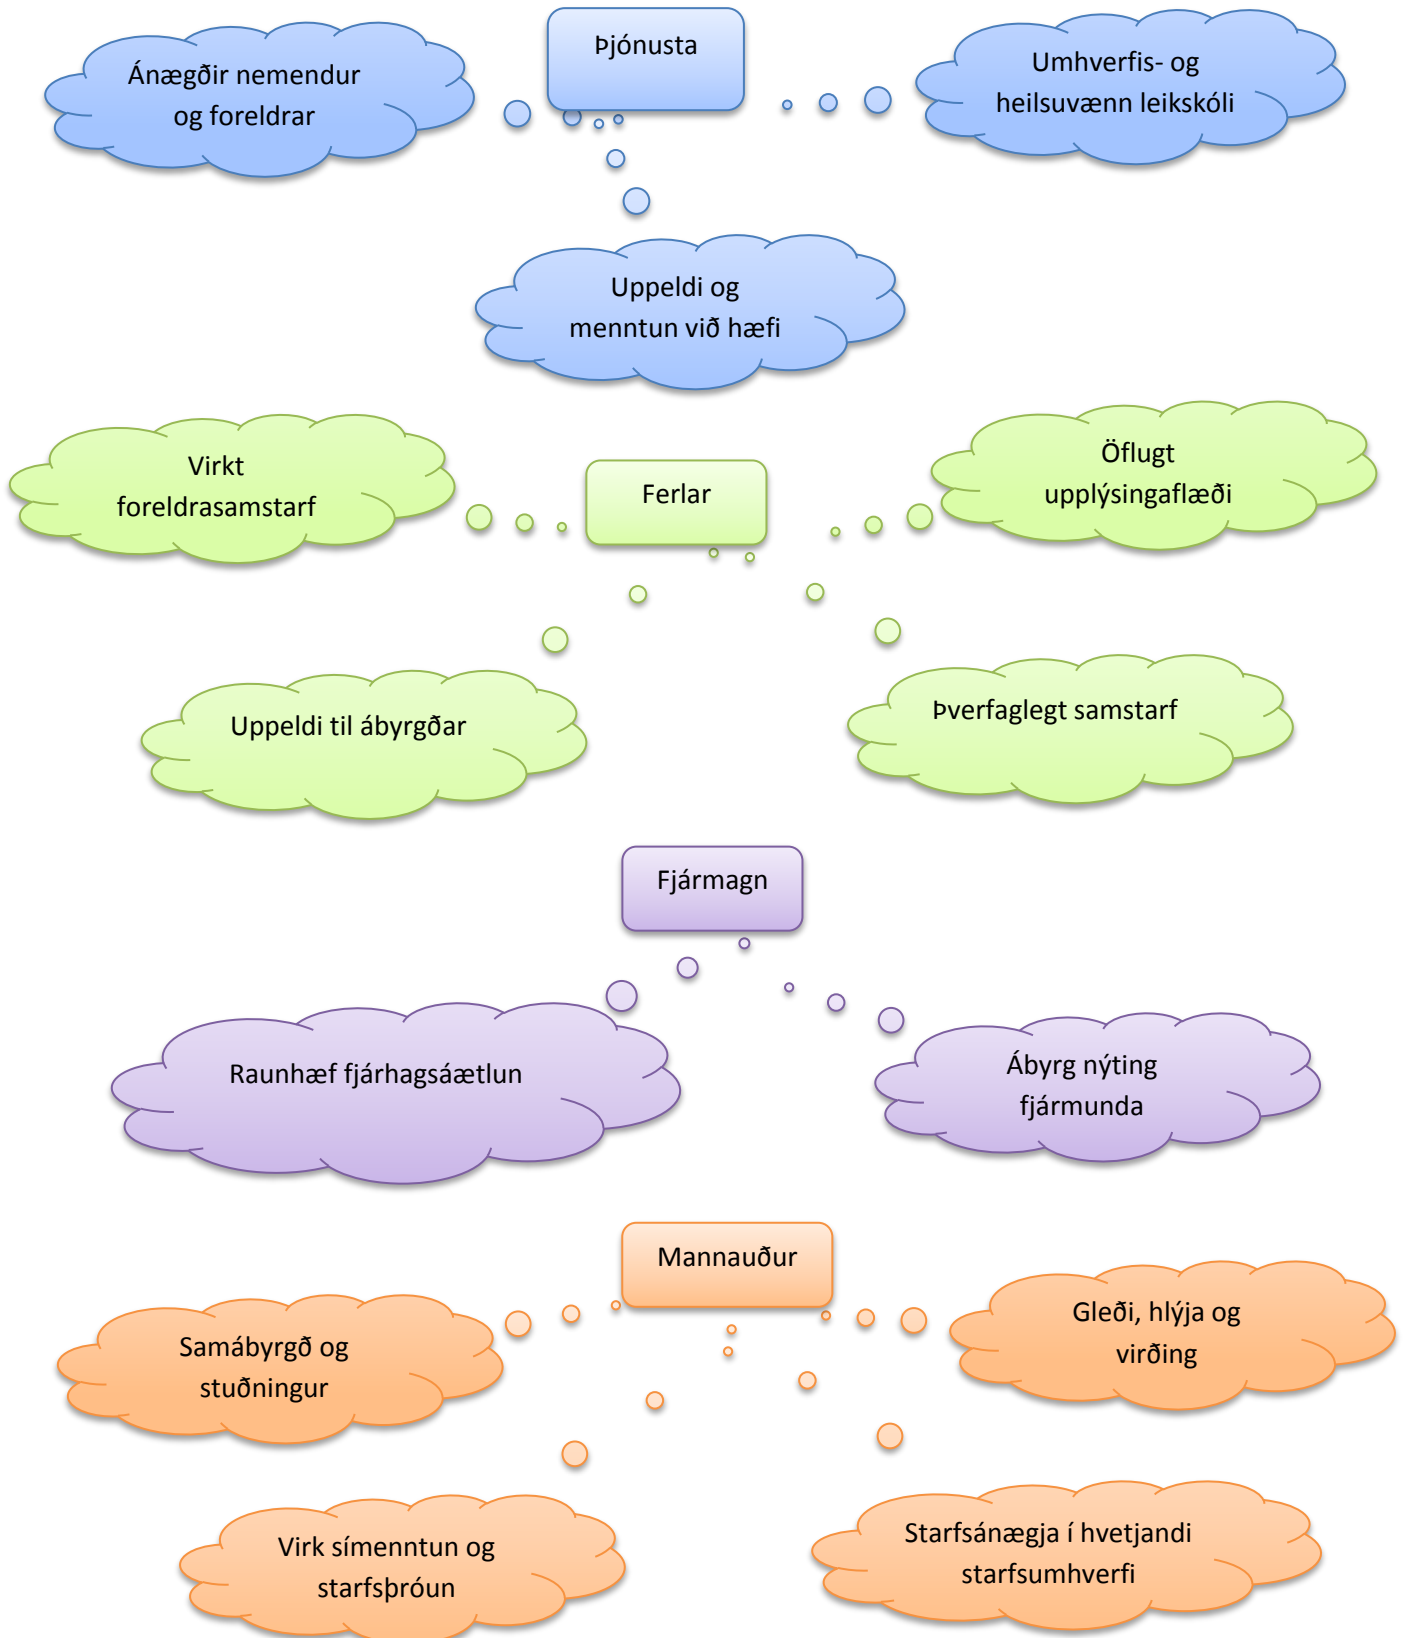 Þjónusta
Ánægðir nemendur
og foreldrar
Umhverfis- og
heilsuvænn leikskóli
Uppeldi og
menntun við hæfi
Virkt
foreldrasamstarf
Ferlar
Öflugt
upplýsingaflæði
Uppeldi til ábyrgðar
Þverfaglegt samstarf
Fjármagn
Raunhæf fjárhagsáætlun
Ábyrg nýting
fjármunda
Mannauður
Samábyrgð og
stuðningur
Gleði, hlýja og
virðing
Virk símenntun og
starfsþróun
Starfsánægja í hvetjandi
starfsumhverfi